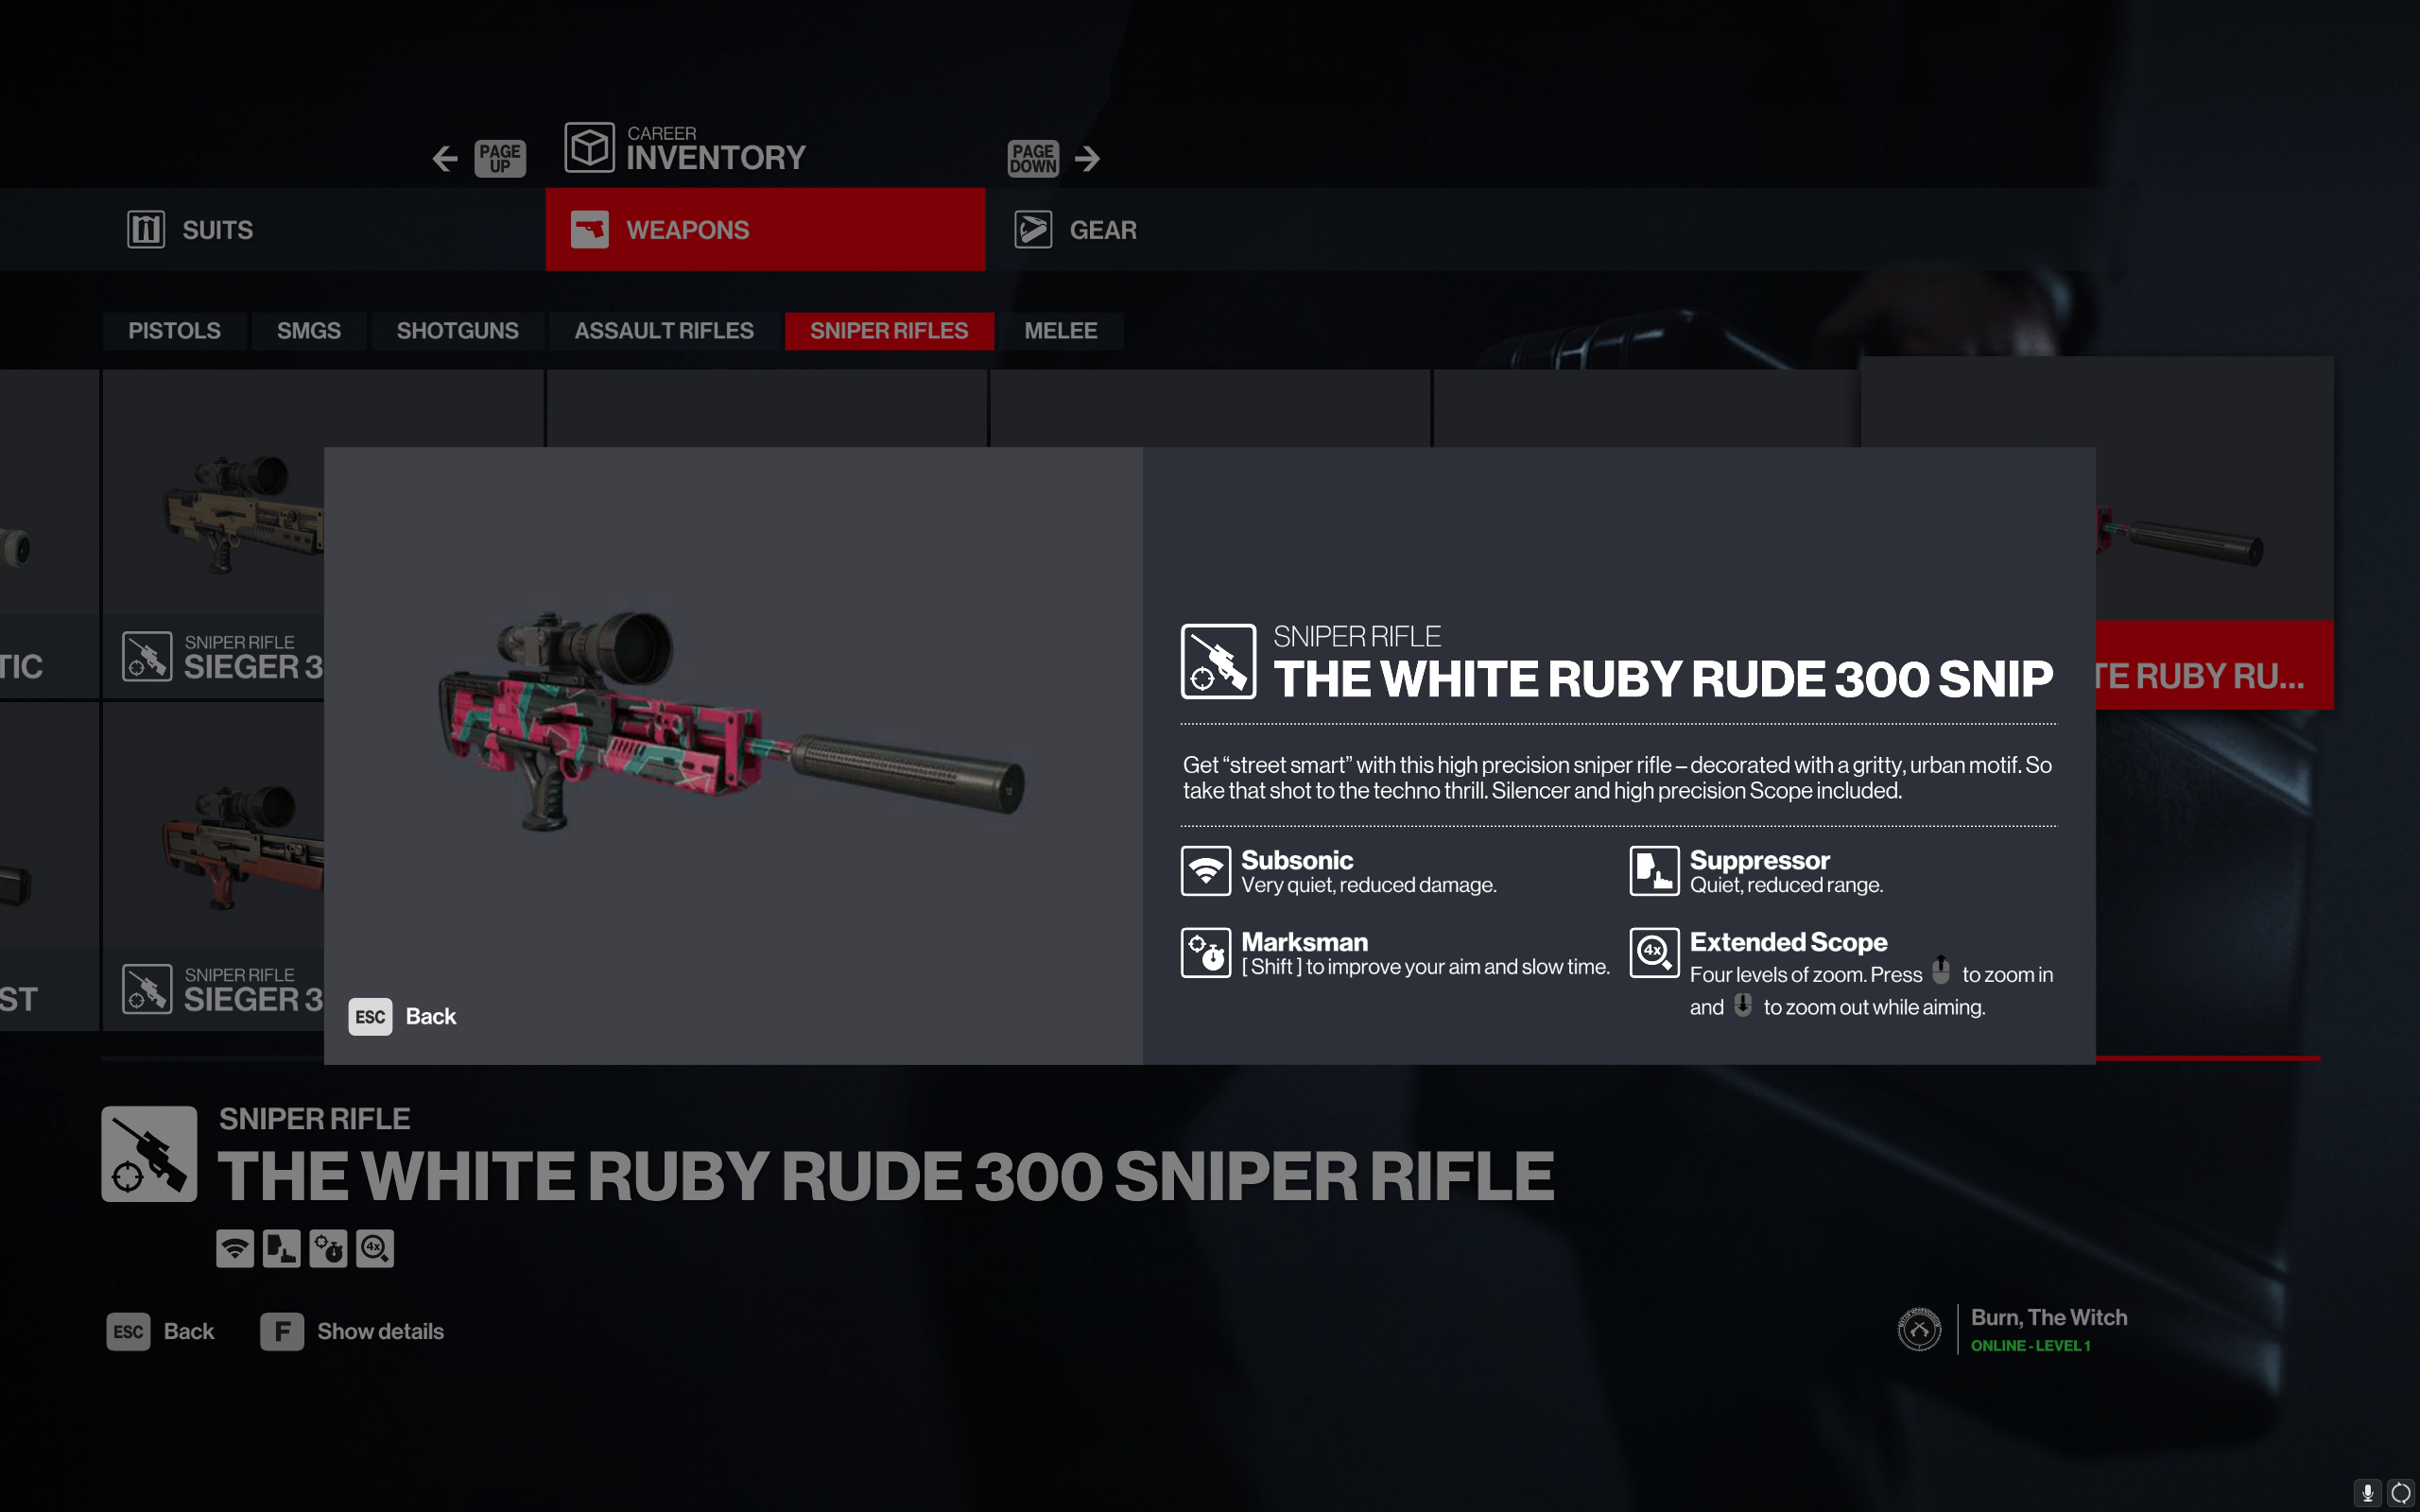 CAREER
PAGE UP
INVENTORY
PAGE DOWN
SUITS
WEAPONS
GEAR
PISTOLS
SMGS
SHOTGUNS
ASSAULT RIFLES
SNIPER RIFLES
MELEE
TIC
SNIPER RIFLE
SIEGER 3
SNIPER RIFLE
THE WHITE RUBY RUDE 300 SNIP
TE RUBY RU...
Get “street smart” with this high precision sniper rifle – decorated with a gritty, urban motif. So
take that shot to the techno thrill. Silencer and high precision Scope included.
Subsonic
Very quiet, reduced damage.
Suppressor
Quiet, reduced range.
Marksman
[ Shift ] to improve your aim and slow time.
4x
Extended Scope
Four levels of zoom. Press to zoom in
and to zoom out while aiming.
ST
SNIPER RIFLE
SIEGER 3
ESC Back
SNIPER RIFLE
THE WHITE RUBY RUDE 300 SNIPER RIFLE
4x
ESC Back
F Show details
Burn, The Witch
ONLINE - LEVEL 1